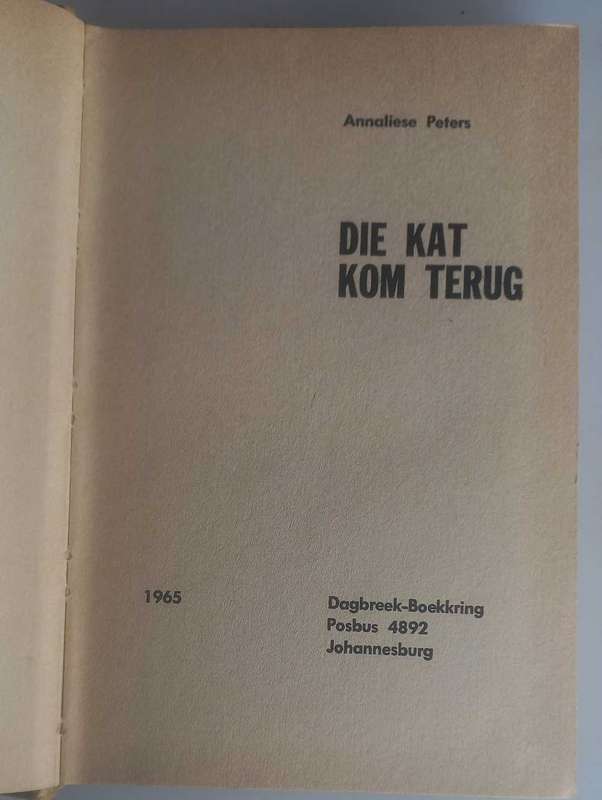 Annaliese Peters
DIE KAT
KOM TERUG
1965
Dagbreek-Boekkring
Posbus 4892
Johannesburg